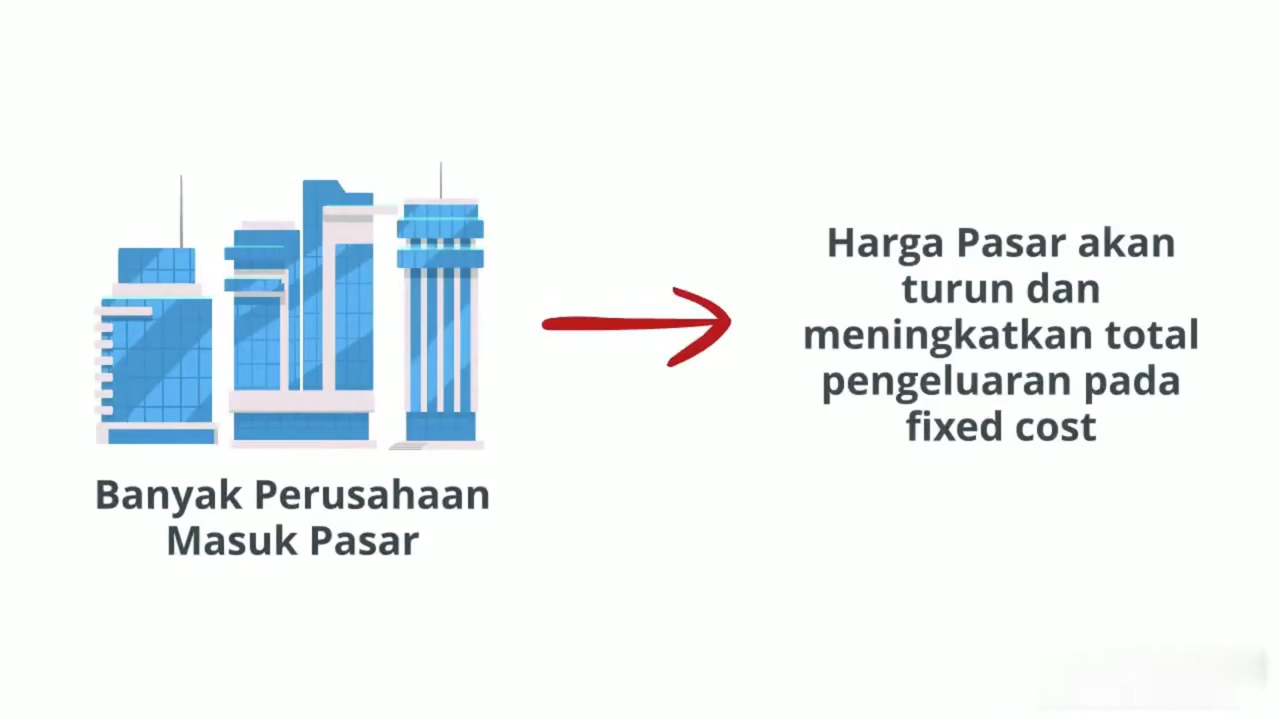 Banyak Perusahaan
Masuk Pasar
Harga Pasar akan
turun dan
meningkatkan total
pengeluaran pada
fixed cost